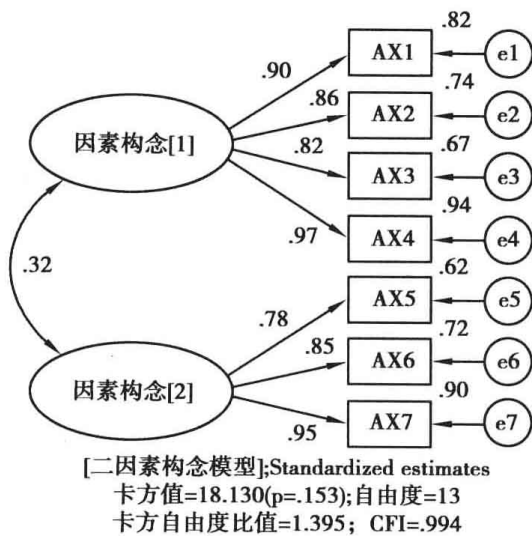 .82
.90 AX1 e1
.74
.86 AX2 e2
因素构念[1] .82 .67
AX3 e3
.94
.97 AX4 e4
.32 .62
.78 AX5 e5
.72
.85 AX6 e6
因素构念[2] .90
.95 AX7 e7
[二因素构念模型];Standardized estimates
卡方值=18.130(p=.153);自由度=13
卡方自由度比值=1.395；CFI=.994